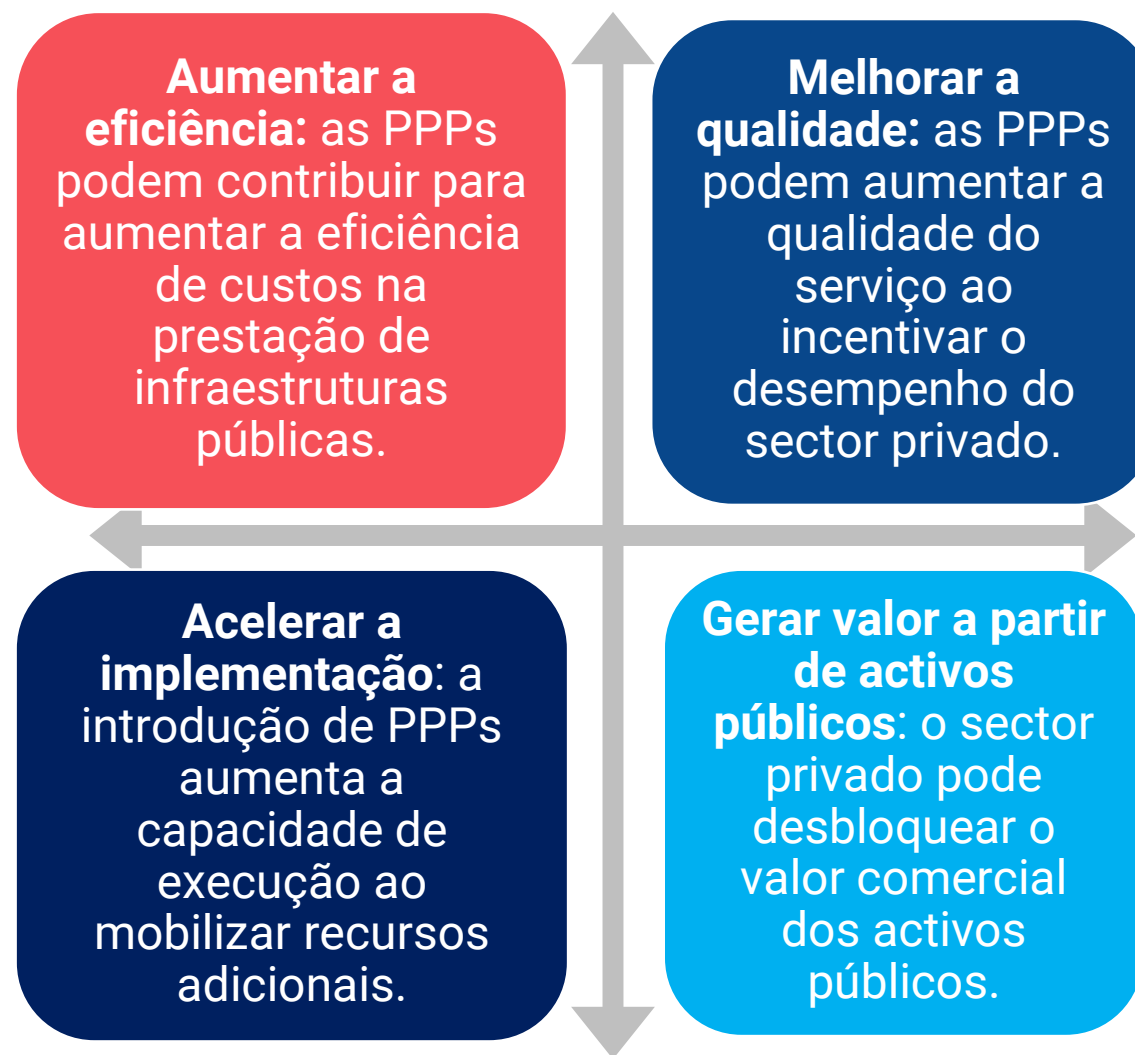 Aumentar a
eficiência: as PPPs
podem contribuir para
aumentar a eficiência
de custos na
prestação de
infraestruturas
públicas.
Melhorar a
qualidade: as PPPs
podem aumentar a
qualidade do
serviço ao
incentivar o
desempenho do
sector privado.
Acelerar a
implementação: a
introdução de PPPs
aumenta a
capacidade de
execução ao
mobilizar recursos
adicionais.
Gerar valor a partir
de activos
públicos: o sector
privado pode
desbloquear o
valor comercial
dos activos
públicos.